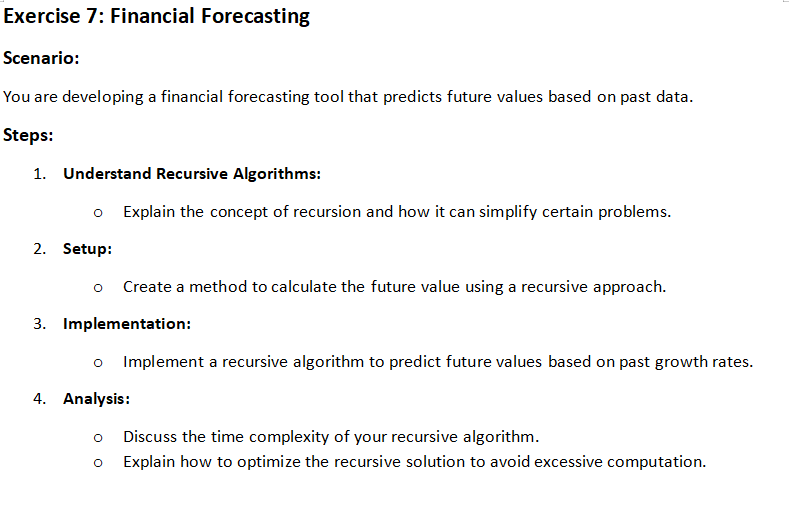 Exercise 7: Financial Forecasting
Scenario:
You are developing a financial forecasting tool that predicts future values based on past data.
Steps:
1. Understand Recursive Algorithms:
o Explain the concept of recursion and how it can simplify certain problems.
2. Setup:
o Create a method to calculate the future value using a recursive approach.
3. Implementation:
o Implement a recursive algorithm to predict future values based on past growth rates.
4. Analysis:
o Discuss the time complexity of your recursive algorithm.
o Explain how to optimize the recursive solution to avoid excessive computation.